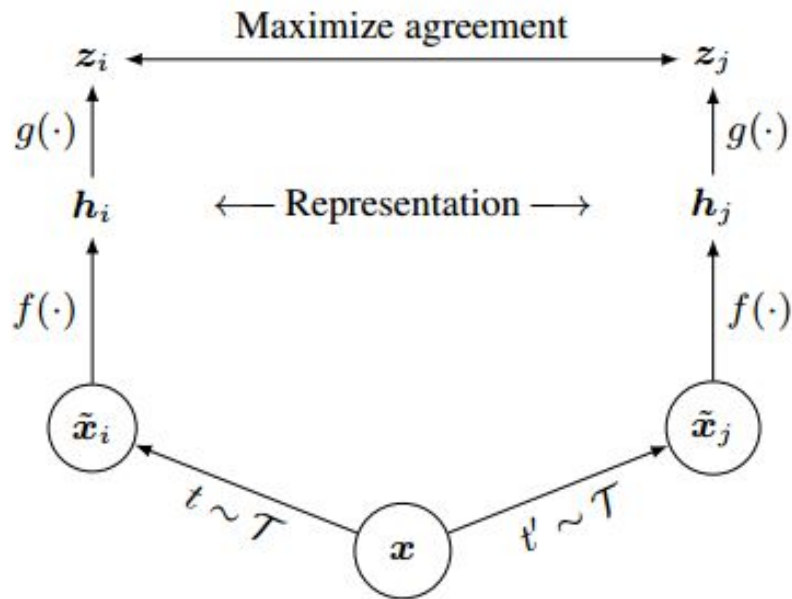 Maximize agreement
z_i z_j
g(·) g(·)
h_i ← Representation → h_j
f(·) f(·)
x̃_i x̃_j
t ∼ 𝒯 t′ ∼ 𝒯
x